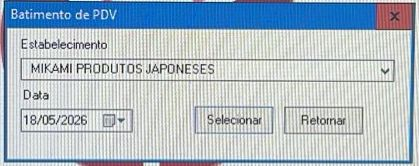 Batimento de PDV
Estabelecimento
MIKAMI PRODUTOS JAPONESES
Data
18/05/2026
Selecionar
Retornar